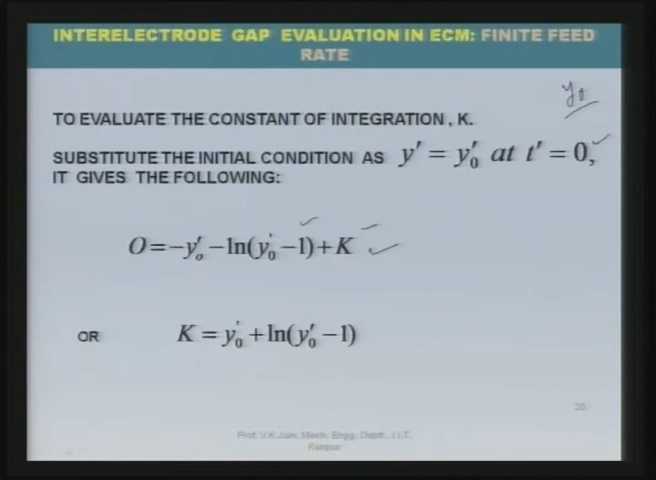 INTERELECTRODE GAP EVALUATION IN ECM: FINITE FEED
RATE
y₀
TO EVALUATE THE CONSTANT OF INTEGRATION , K.
SUBSTITUTE THE INITIAL CONDITION AS y' = y'₀ at t' = 0,
IT GIVES THE FOLLOWING:
O = -y'ₒ - ln(y'₀ - 1) + K
OR K = y'₀ + ln(y'₀ - 1)
20
Prof. V.K.Jain, Mech. Engg. Deptt., I.I.T.
Kanpur